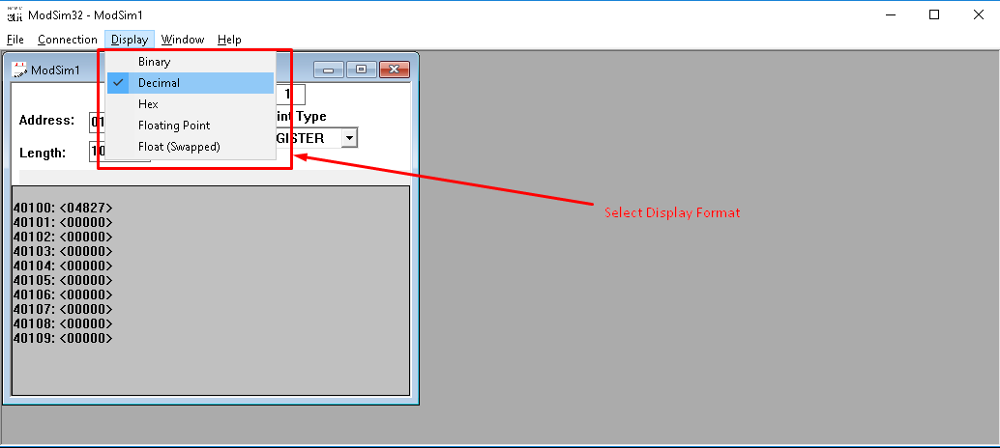 ModSim32 - ModSim1
File Connection Display Window Help
ModSim1
Binary
Decimal
Hex
Floating Point
Float (Swapped)
1
Address: 01
int Type
GISTER
Length: 10
40100: <04827>
40101: <00000>
40102: <00000>
40103: <00000>
40104: <00000>
40105: <00000>
40106: <00000>
40107: <00000>
40108: <00000>
40109: <00000>
Select Display Format